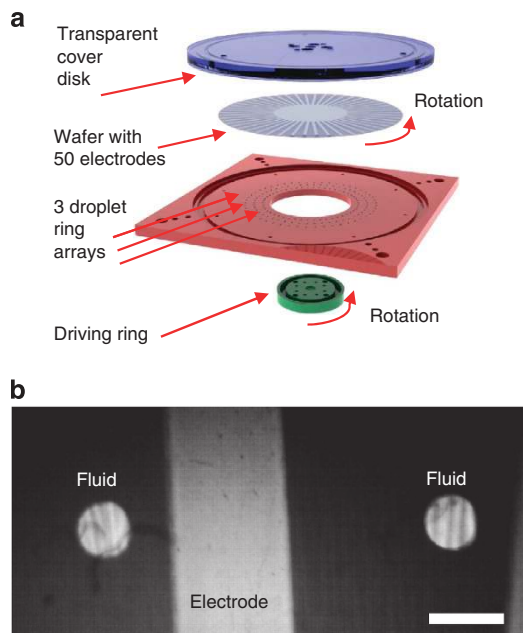 a
Transparent
cover
disk
Rotation
Wafer with
50 electrodes
3 droplet
ring
arrays
Rotation
Driving ring
b
Fluid
Fluid
Electrode